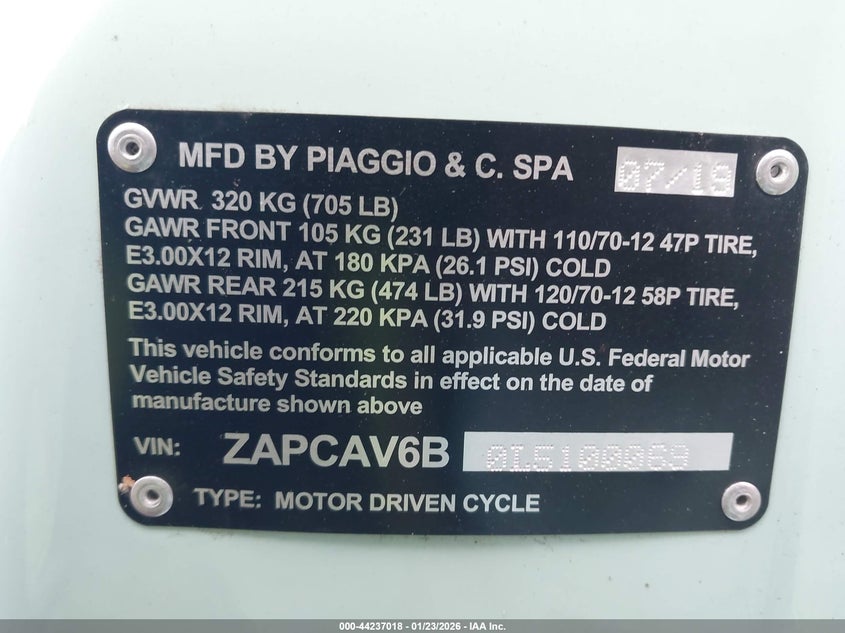 MFD BY PIAGGIO & C. SPA 07/19
GVWR 320 KG (705 LB)
GAWR FRONT 105 KG (231 LB) WITH 110/70-12 47P TIRE,
E3.00X12 RIM, AT 180 KPA (26.1 PSI) COLD
GAWR REAR 215 KG (474 LB) WITH 120/70-12 58P TIRE,
E3.00X12 RIM, AT 220 KPA (31.9 PSI) COLD
This vehicle conforms to all applicable U.S. Federal Motor
Vehicle Safety Standards in effect on the date of
manufacture shown above
VIN: ZAPCAV6B 0L5100069
TYPE: MOTOR DRIVEN CYCLE
000-44237018 - 01/23/2026 - IAA Inc.